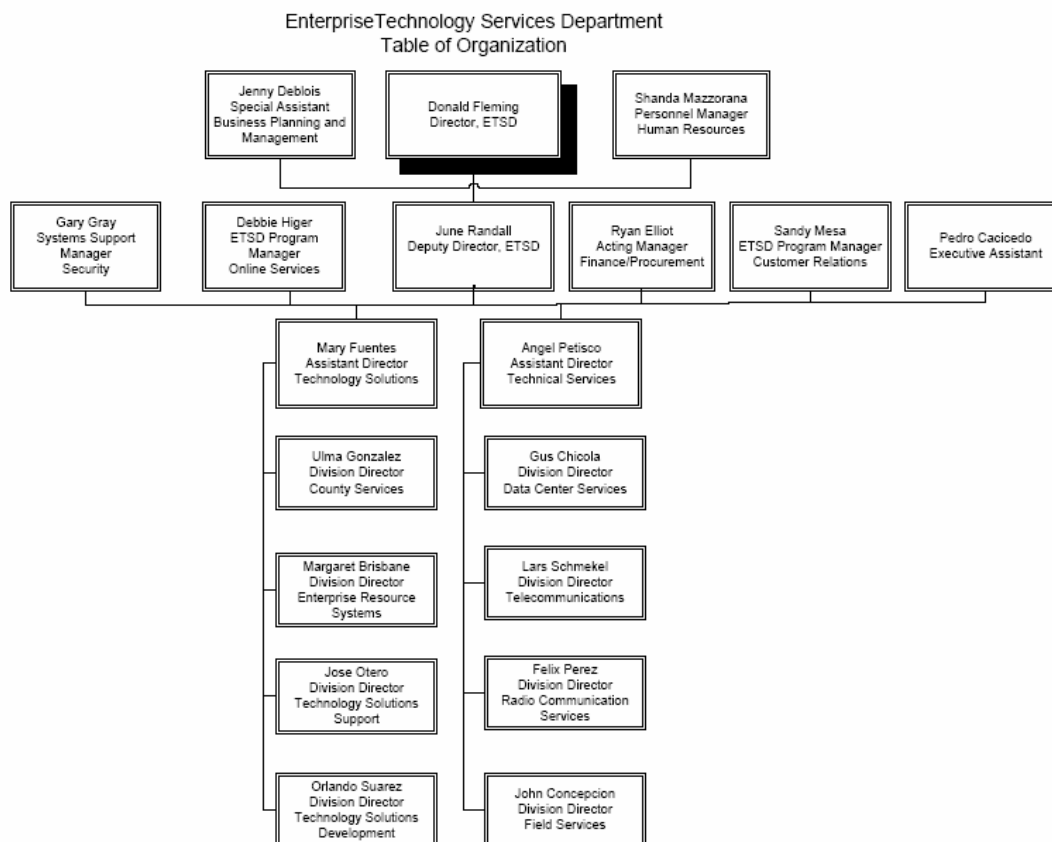 EnterpriseTechnology Services Department
Table of Organization
Jenny Deblois
Special Assistant
Business Planning and
Management
Donald Fleming
Director, ETSD
Shanda Mazzorana
Personnel Manager
Human Resources
Gary Gray
Systems Support
Manager
Security
Debbie Higer
ETSD Program
Manager
Online Services
June Randall
Deputy Director, ETSD
Ryan Elliot
Acting Manager
Finance/Procurement
Sandy Mesa
ETSD Program Manager
Customer Relations
Pedro Cacicedo
Executive Assistant
Mary Fuentes
Assistant Director
Technology Solutions
Angel Petisco
Assistant Director
Technical Services
Ulma Gonzalez
Division Director
County Services
Gus Chicola
Division Director
Data Center Services
Margaret Brisbane
Division Director
Enterprise Resource
Systems
Lars Schmekel
Division Director
Telecommunications
Jose Otero
Division Director
Technology Solutions
Support
Felix Perez
Division Director
Radio Communication
Services
Orlando Suarez
Division Director
Technology Solutions
Development
John Concepcion
Division Director
Field Services